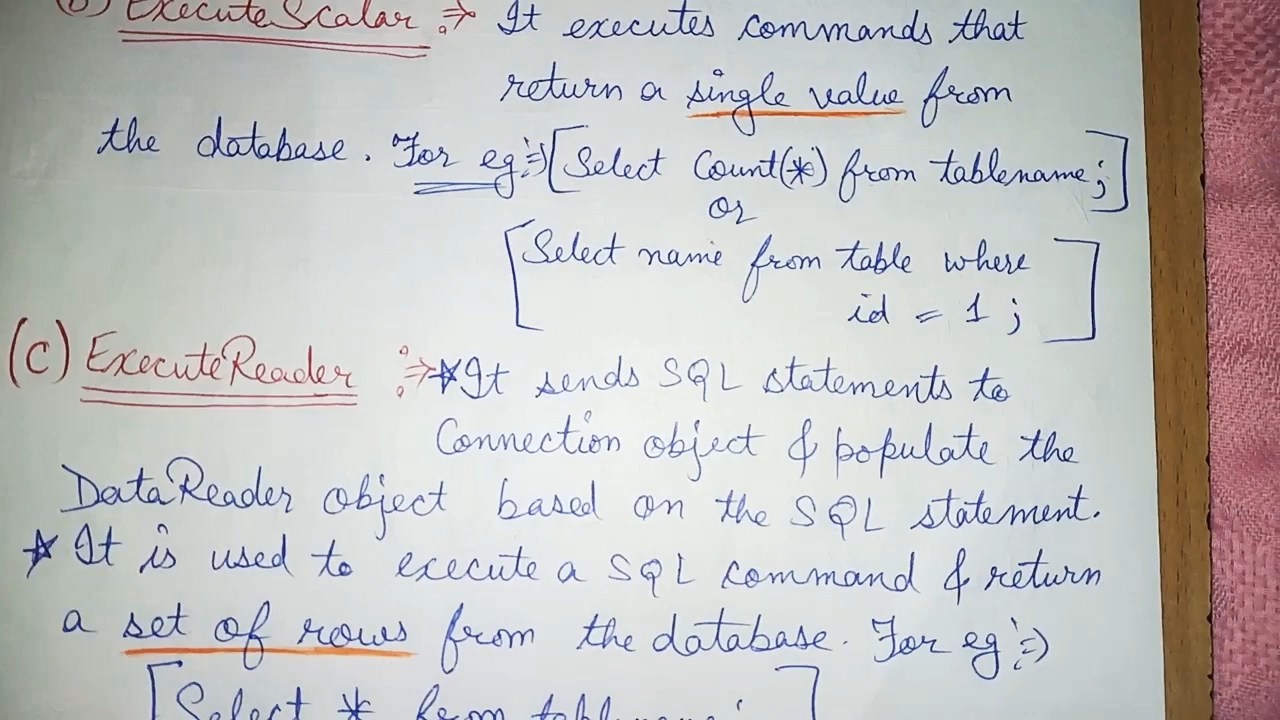 (b) ExecuteScalar :⇒ It executes commands that
return a single value from
the database. For eg:⇒ [Select Count(*) from tablename;]
or
[Select name from table where
id = 1 ;]
(C) ExecuteReader :⇒ *It sends SQL statements to
Connection object & populate the
DataReader object based on the SQL statement.
* It is used to execute a SQL command & return
a set of rows from the database. For eg:⇒
[Select * from tablename;]